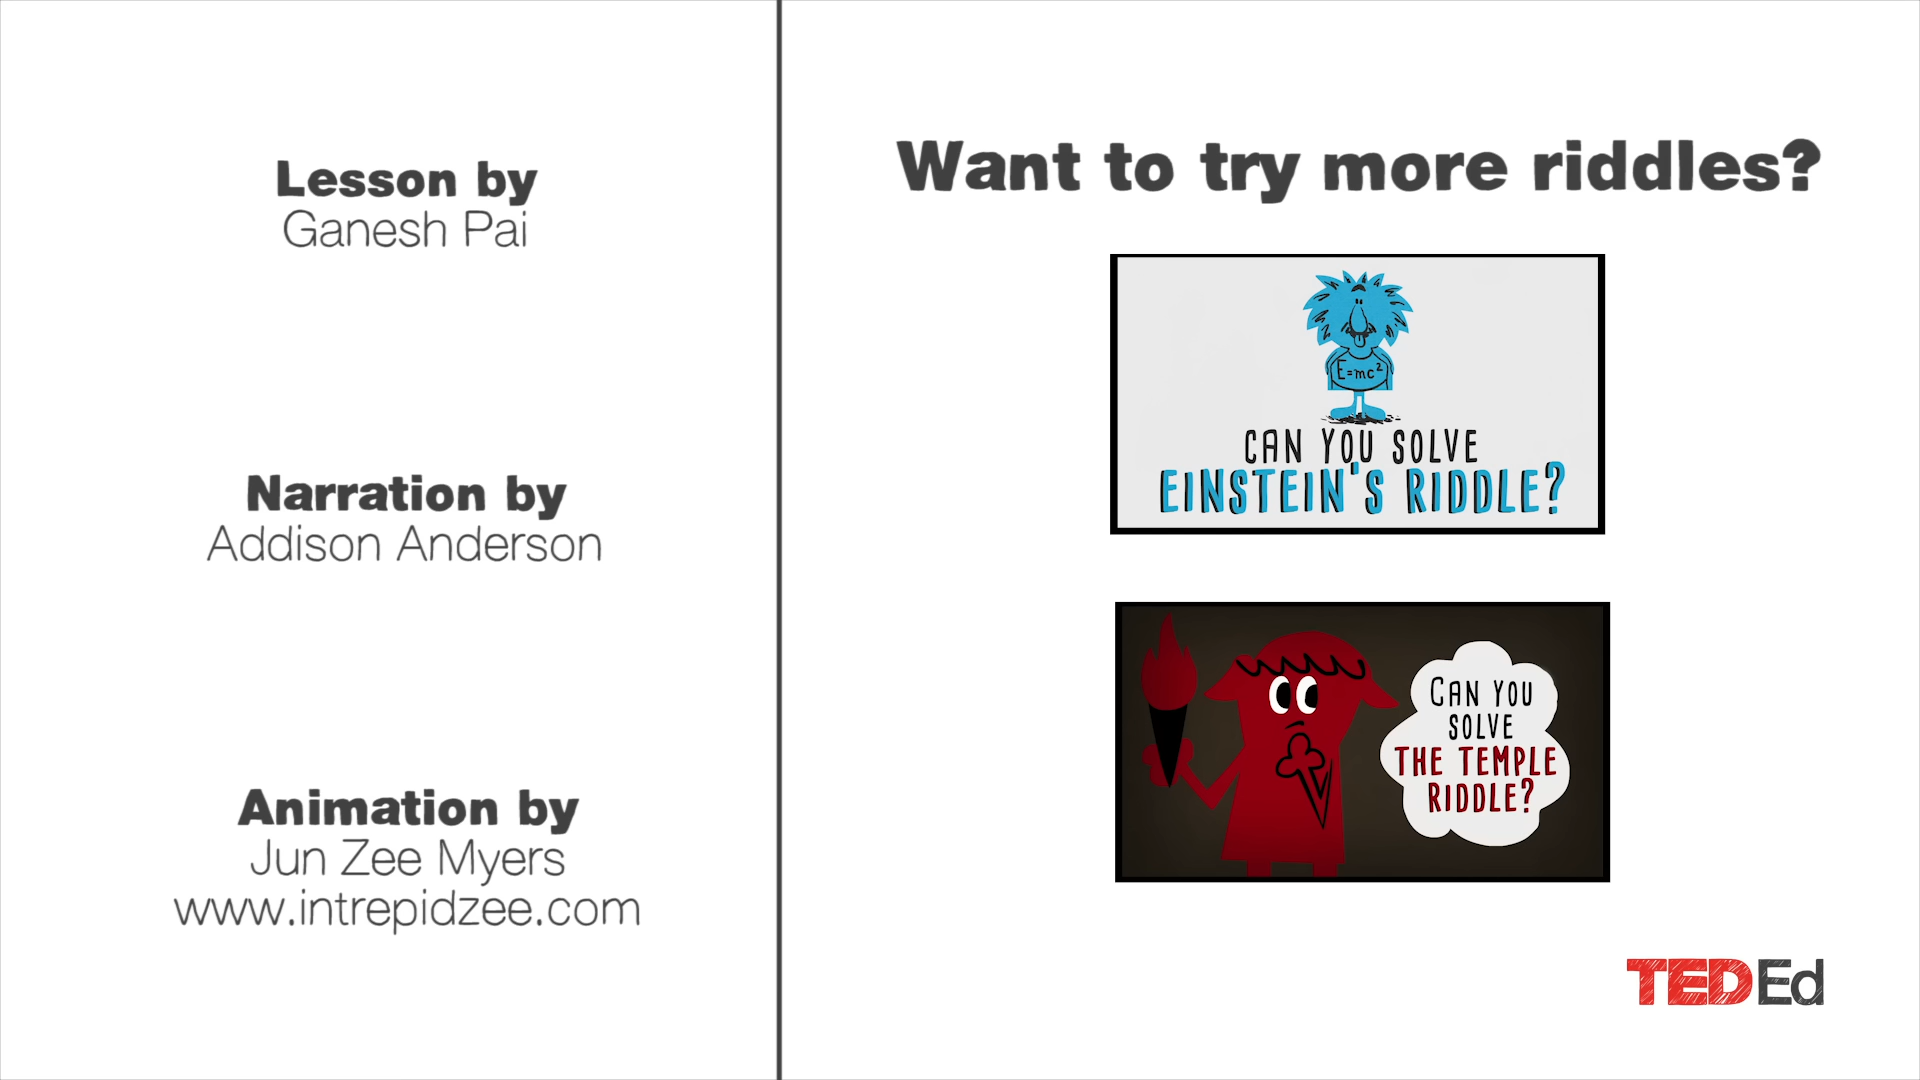 Lesson by
Ganesh Pai
Narration by
Addison Anderson
Animation by
Jun Zee Myers
www.intrepidzee.com
Want to try more riddles?
E=mc²
CAN YOU SOLVE
EINSTEIN'S RIDDLE?
CAN YOU
SOLVE
THE TEMPLE
RIDDLE?
TEDEd